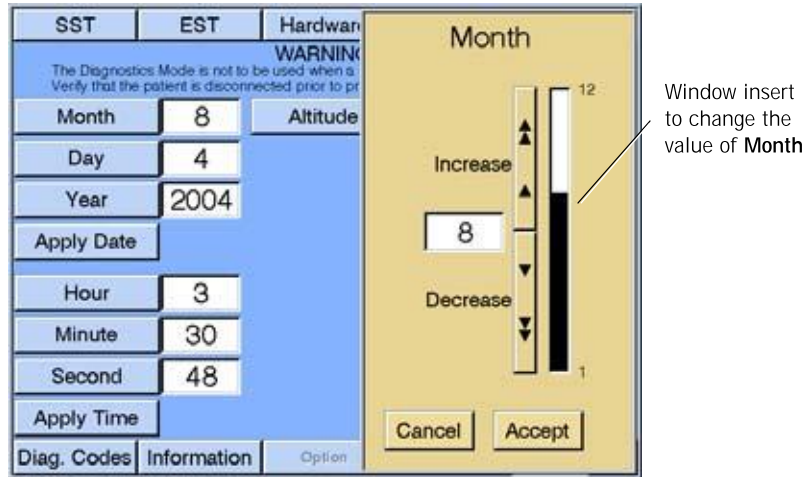 SST EST Hardwar
WARNIN
The Diagnostics Mode is not to be used when a
Verify that the patient is disconnected prior to pr
Month 8 Altitude
Day 4
Year 2004
Apply Date
Hour 3
Minute 30
Second 48
Apply Time
Diag. Codes Information Option
Month
12
Increase
8
Decrease
1
Cancel Accept
Window insert
to change the
value of Month